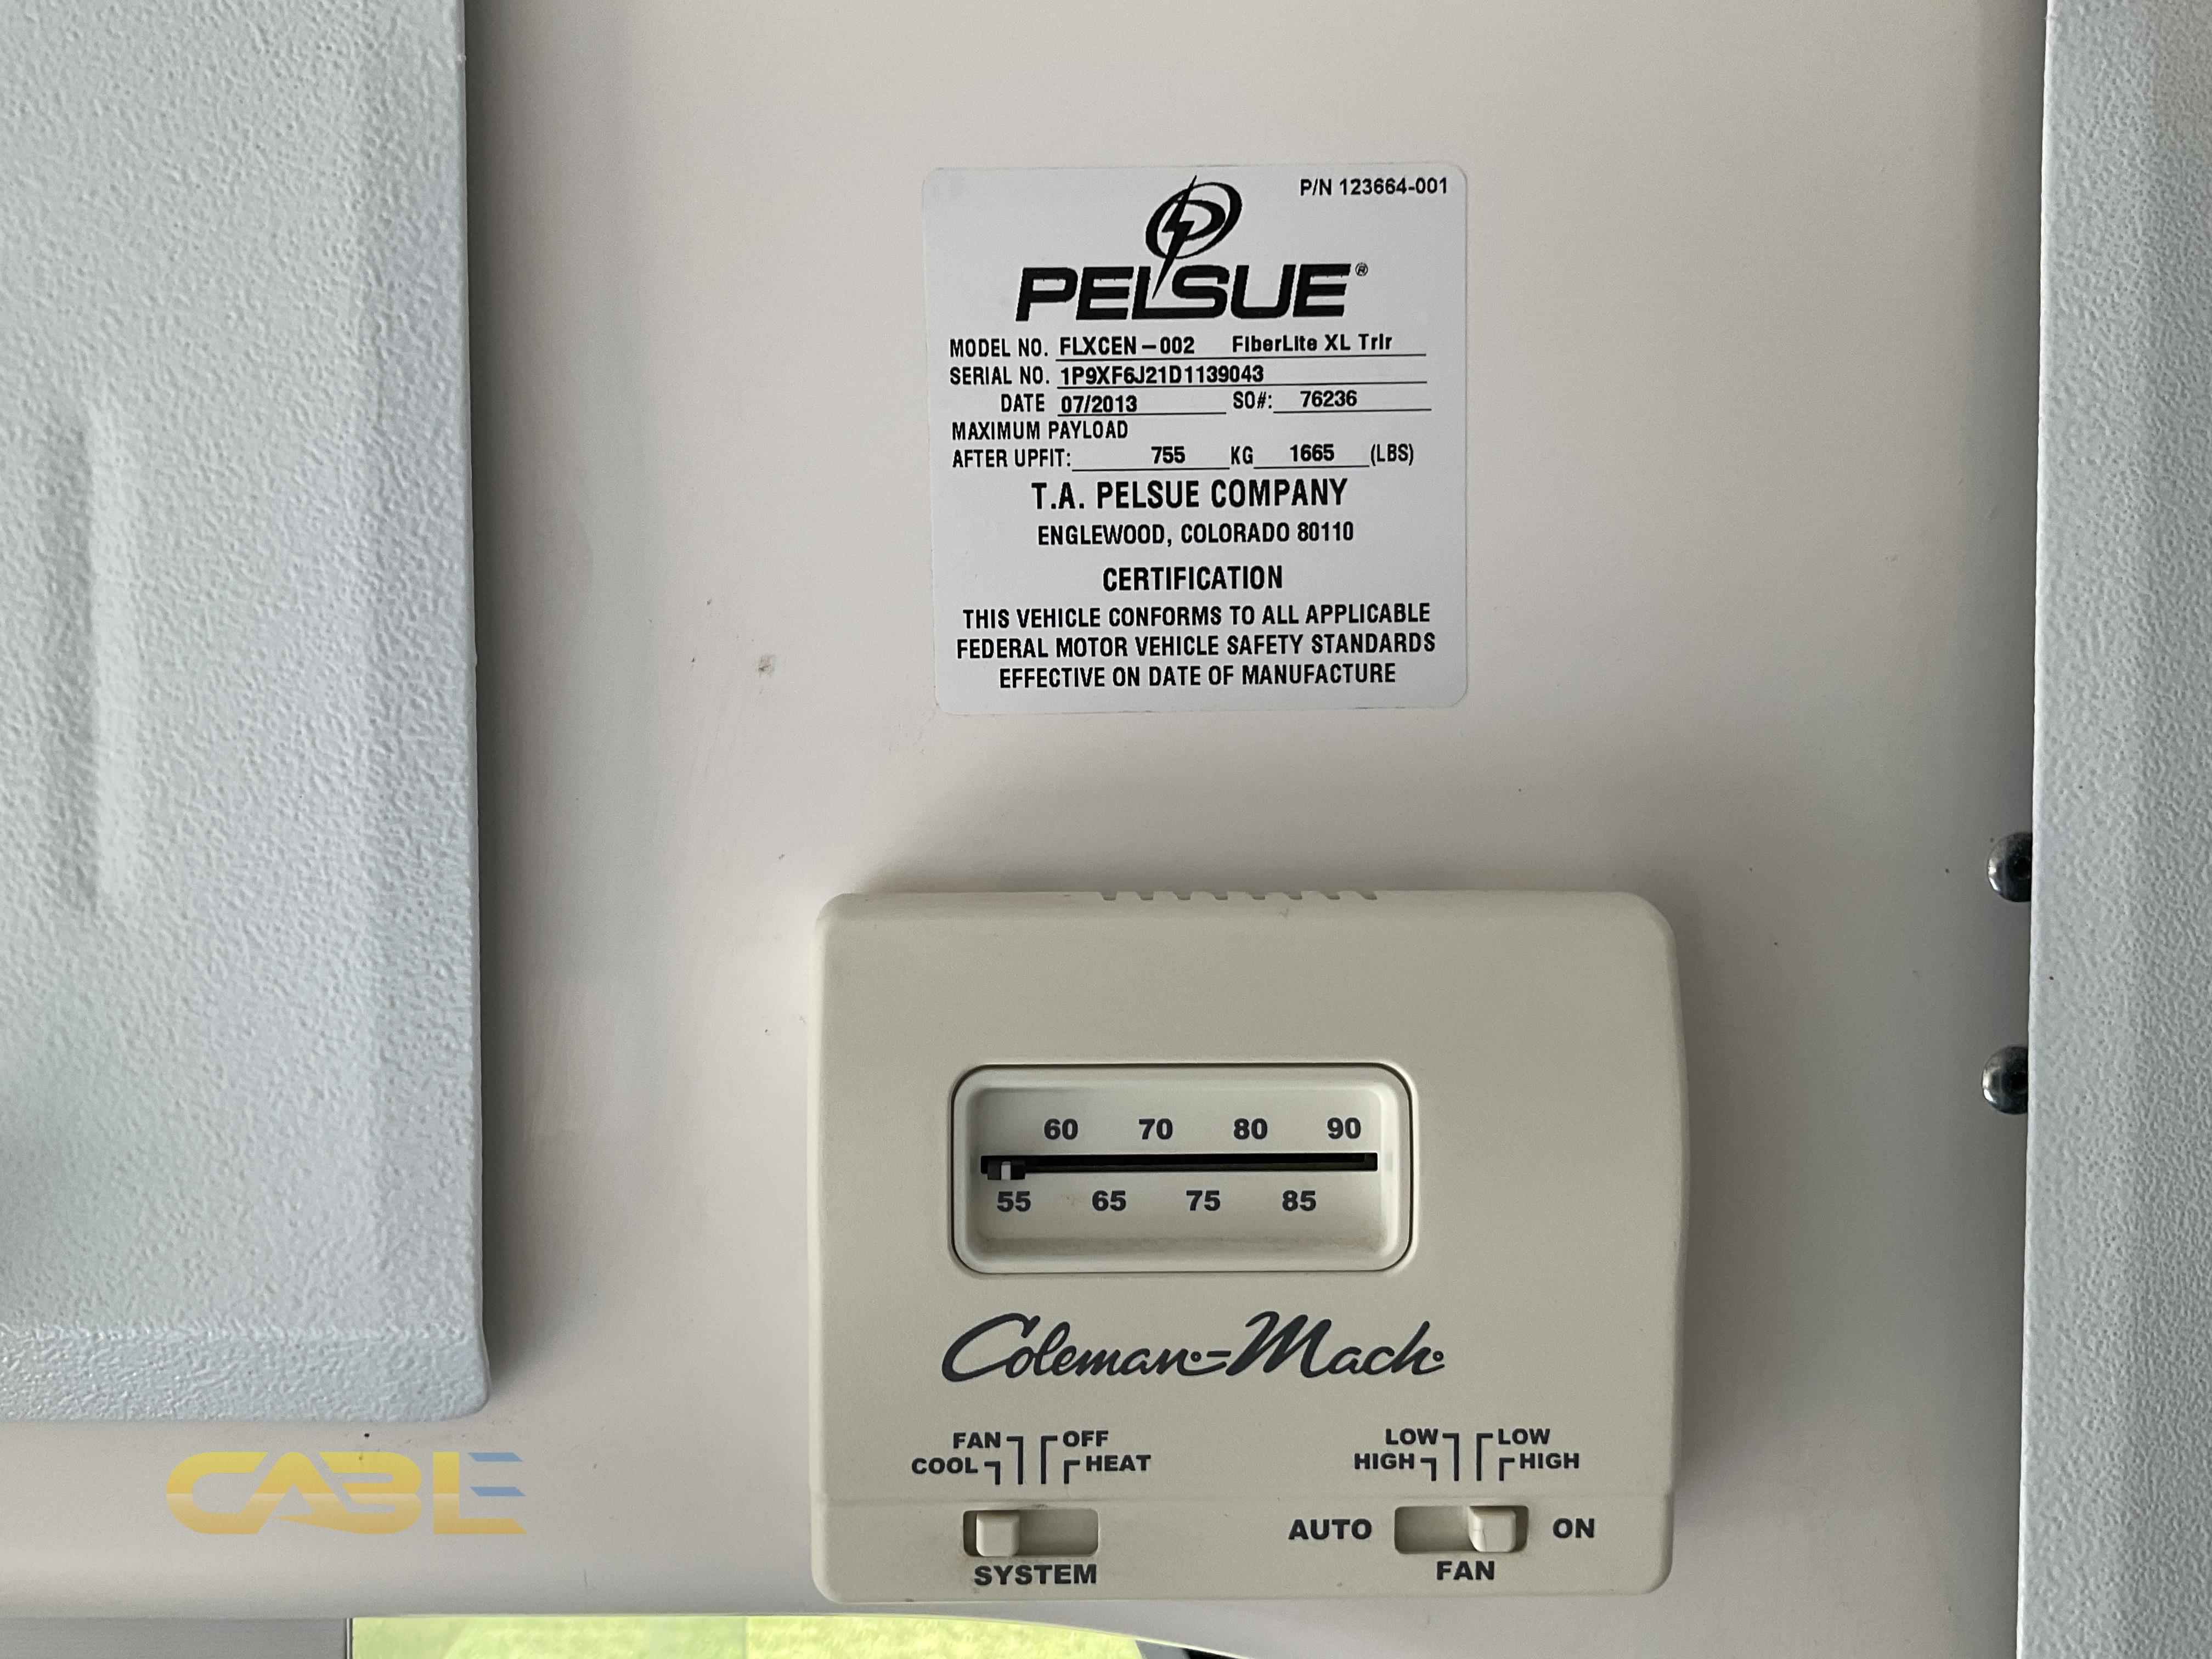 P/N 123664-001
PELSUE®
MODEL NO. FLXCEN-002 FiberLite XL Trlr
SERIAL NO. 1P9XF6J21D1139043
DATE 07/2013 SO#: 76236
MAXIMUM PAYLOAD
AFTER UPFIT: 755 KG 1665 (LBS)
T.A. PELSUE COMPANY
ENGLEWOOD, COLORADO 80110
CERTIFICATION
THIS VEHICLE CONFORMS TO ALL APPLICABLE
FEDERAL MOTOR VEHICLE SAFETY STANDARDS
EFFECTIVE ON DATE OF MANUFACTURE
60 70 80 90
55 65 75 85
Coleman-Mach
FAN OFF LOW LOW
COOL HEAT HIGH HIGH
AUTO ON
SYSTEM FAN
CABLE